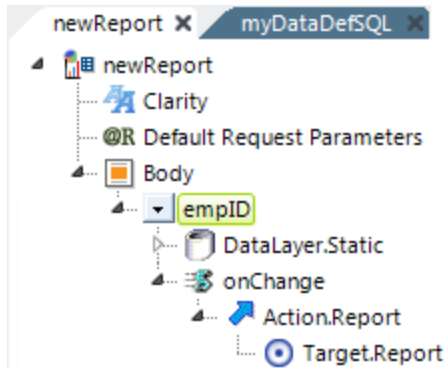 newReport myDataDefSQL
newReport
Clarity
@R Default Request Parameters
Body
empID
DataLayer.Static
onChange
Action.Report
Target.Report